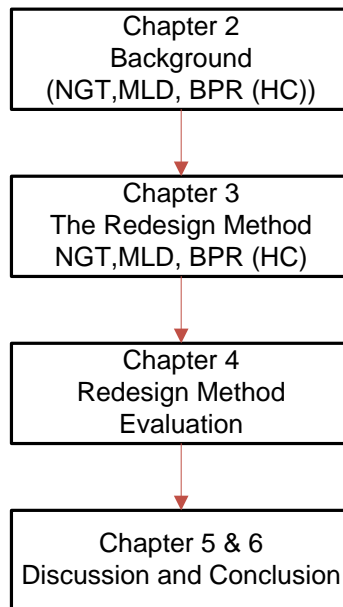 Chapter 2
Background
(NGT,MLD, BPR (HC))
Chapter 3
The Redesign Method
NGT,MLD, BPR (HC)
Chapter 4
Redesign Method
Evaluation
Chapter 5 & 6
Discussion and Conclusion